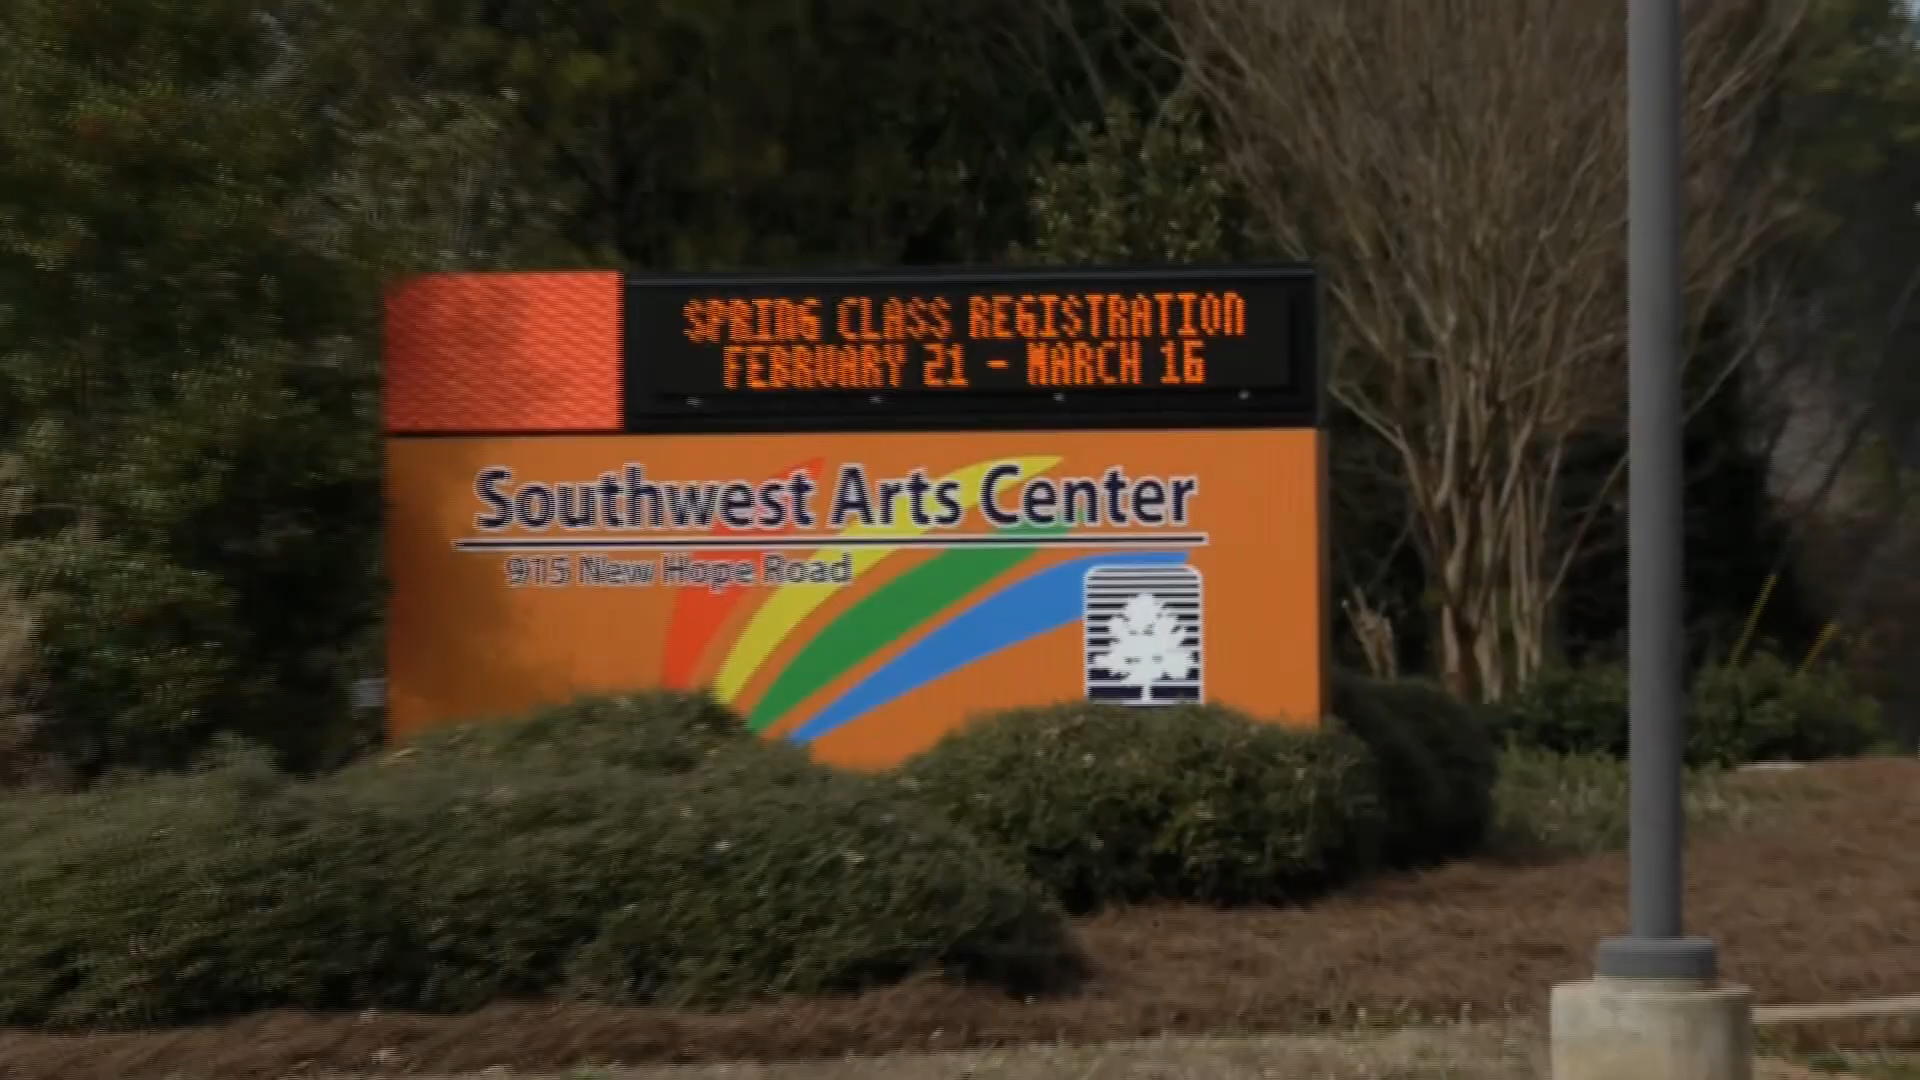 SPRING CLASS REGISTRATION
FEBRUARY 21 - MARCH 16
Southwest Arts Center
915 New Hope Road